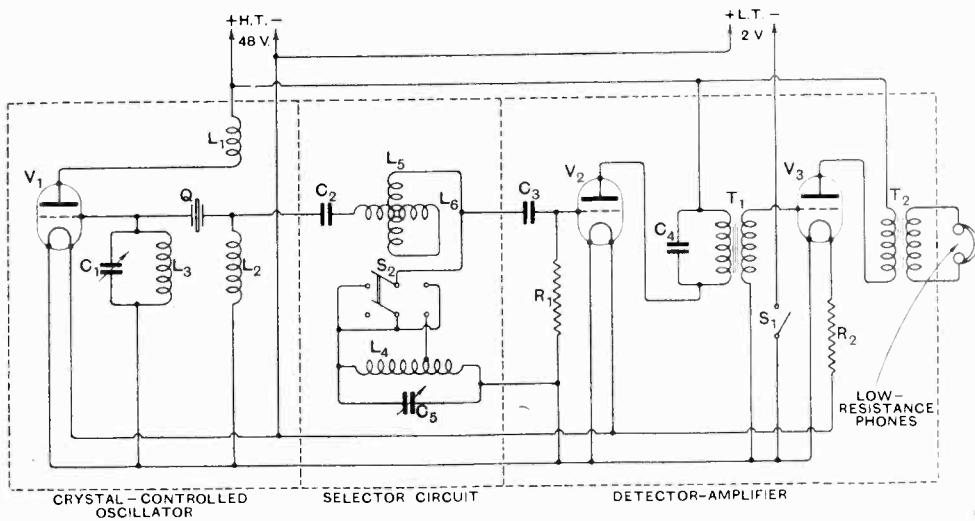 + H.T. -
48 V.
+ L.T. -
2 V
L1
V1
Q
C1
L3
L2
C2
L5
L6
S2
L4
C5
C3
V2
R1
C4
T1
V3
S1
R2
T2
LOW-
RESISTANCE
PHONES
CRYSTAL-CONTROLLED
OSCILLATOR
SELECTOR CIRCUIT
DETECTOR-AMPLIFIER